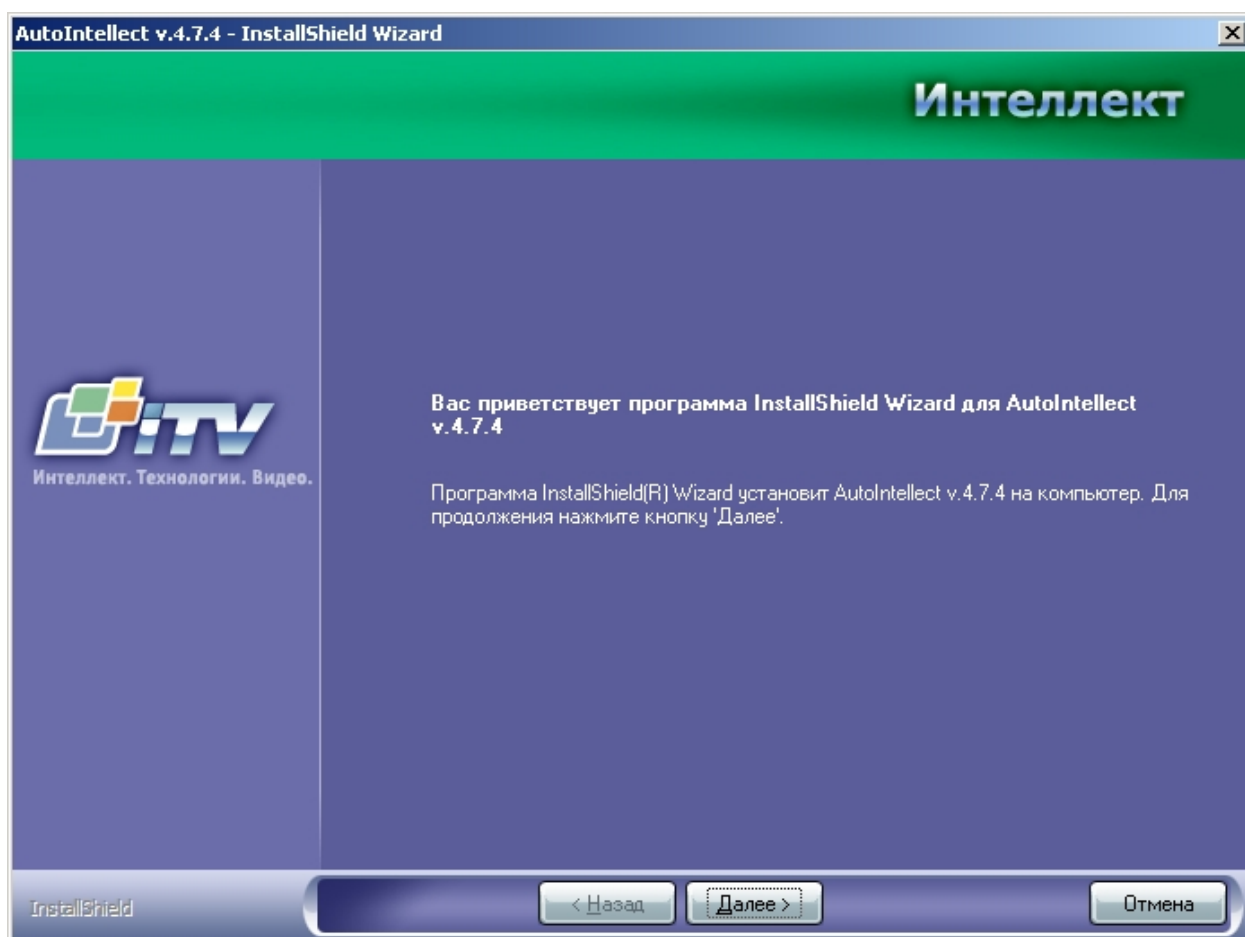 AutoIntellect v.4.7.4 - InstallShield Wizard
Интеллект
iTV
Интеллект. Технологии. Видео.
Вас приветствует программа InstallShield Wizard для AutoIntellect
v.4.7.4
Программа InstallShield(R) Wizard установит AutoIntellect v.4.7.4 на компьютер. Для
продолжения нажмите кнопку 'Далее'.
InstallShield
< Назад
Далее >
Отмена